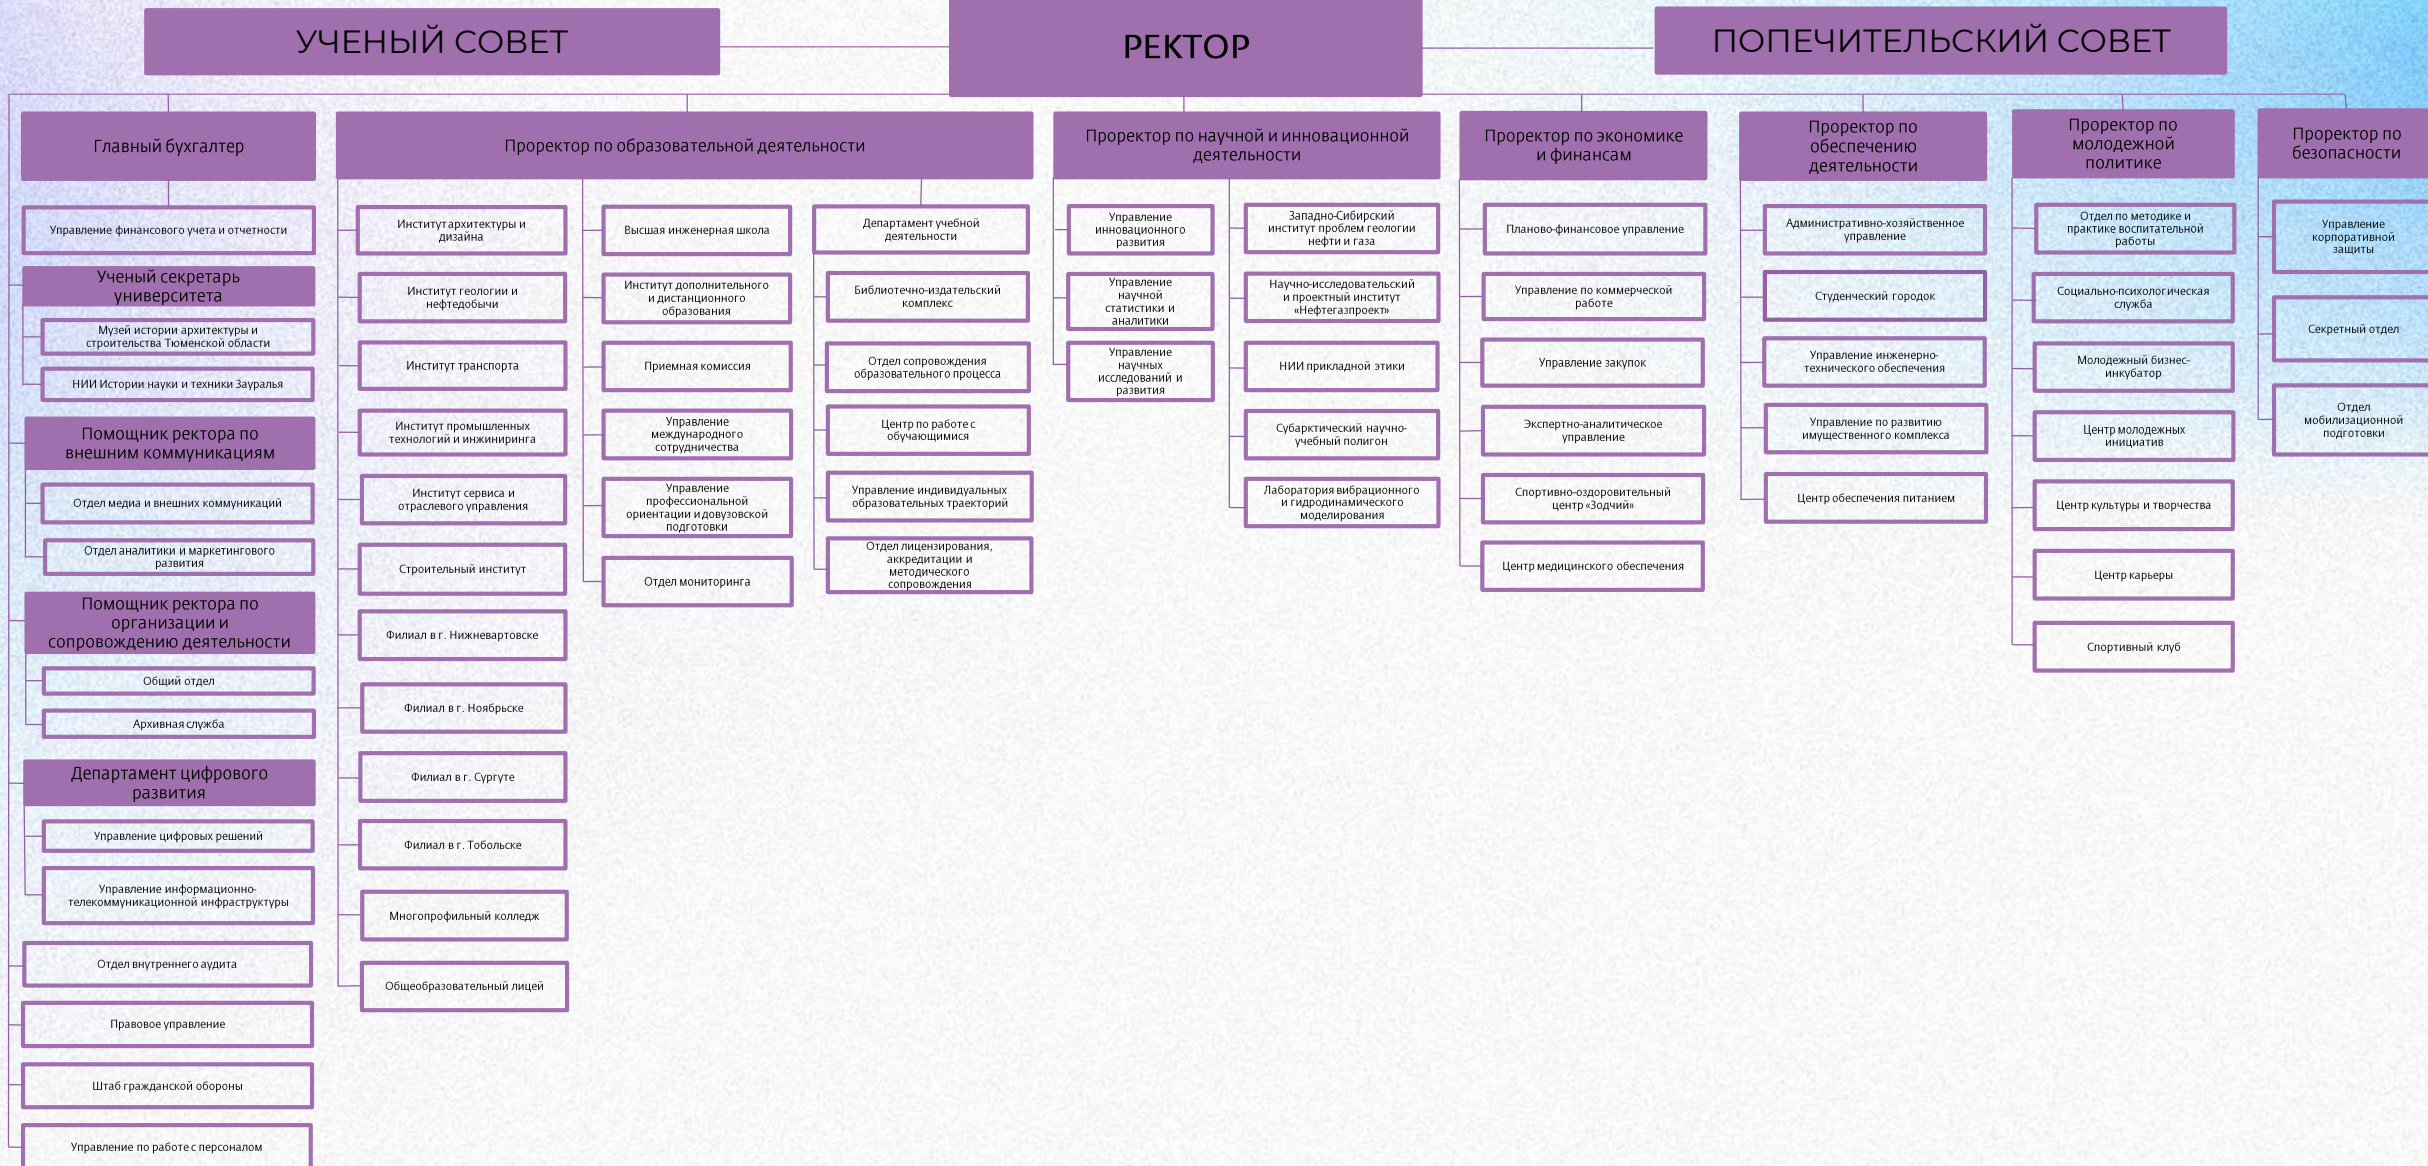 УЧЕНЫЙ СОВЕТ
РЕКТОР
ПОПЕЧИТЕЛЬСКИЙ СОВЕТ
Главный бухгалтер
Управление финансового учета и отчетности
Ученый секретарь
университета
Музей истории архитектуры и
строительства Тюменской области
НИИ Истории науки и техники Зауралья
Помощник ректора по
внешним коммуникациям
Отдел медиа и внешних коммуникаций
Отдел аналитики и маркетингового
развития
Помощник ректора по
организации и
сопровождению деятельности
Общий отдел
Архивная служба
Департамент цифрового
развития
Управление цифровых решений
Управление информационно-
телекоммуникационной инфраструктуры
Отдел внутреннего аудита
Правовое управление
Штаб гражданской обороны
Управление по работе с персоналом
Проректор по образовательной деятельности
Институт архитектуры и
дизайна
Институт геологии и
нефтедобычи
Институт транспорта
Институт промышленных
технологий и инжиниринга
Институт сервиса и
отраслевого управления
Строительный институт
Филиал в г. Нижневартовске
Филиал в г. Ноябрьске
Филиал в г. Сургуте
Филиал в г. Тобольске
Многопрофильный колледж
Общеобразовательный лицей
Высшая инженерная школа
Институт дополнительного
и дистанционного
образования
Приемная комиссия
Управление
международного
сотрудничества
Управление
профессиональной
ориентации и довузовской
подготовки
Отдел мониторинга
Департамент учебной
деятельности
Библиотечно-издательский
комплекс
Отдел сопровождения
образовательного процесса
Центр по работе с
обучающимися
Управление индивидуальных
образовательных траекторий
Отдел лицензирования,
аккредитации и
методического
сопровождения
Проректор по научной и инновационной
деятельности
Управление
инновационного
развития
Управление
научной
статистики и
аналитики
Управление
научных
исследований и
развития
Западно-Сибирский
институт проблем геологии
нефти и газа
Научно-исследовательский
и проектный институт
«Нефтегазпроект»
НИИ прикладной этики
Субарктический научно-
учебный полигон
Лаборатория вибрационного
и гидродинамического
моделирования
Проректор по экономике
и финансам
Планово-финансовое управление
Управление по коммерческой
работе
Управление закупок
Экспертно-аналитическое
управление
Спортивно-оздоровительный
центр «Зодчий»
Центр медицинского обеспечения
Проректор по
обеспечению
деятельности
Административно-хозяйственное
управление
Студенческий городок
Управление инженерно-
технического обеспечения
Управление по развитию
имущественного комплекса
Центр обеспечения питанием
Проректор по
молодежной
политике
Отдел по методике и
практике воспитательной
работы
Социально-психологическая
служба
Молодежный бизнес-
инкубатор
Центр молодежных
инициатив
Центр культуры и творчества
Центр карьеры
Спортивный клуб
Проректор по
безопасности
Управление
корпоративной
защиты
Секретный отдел
Отдел
мобилизационной
подготовки